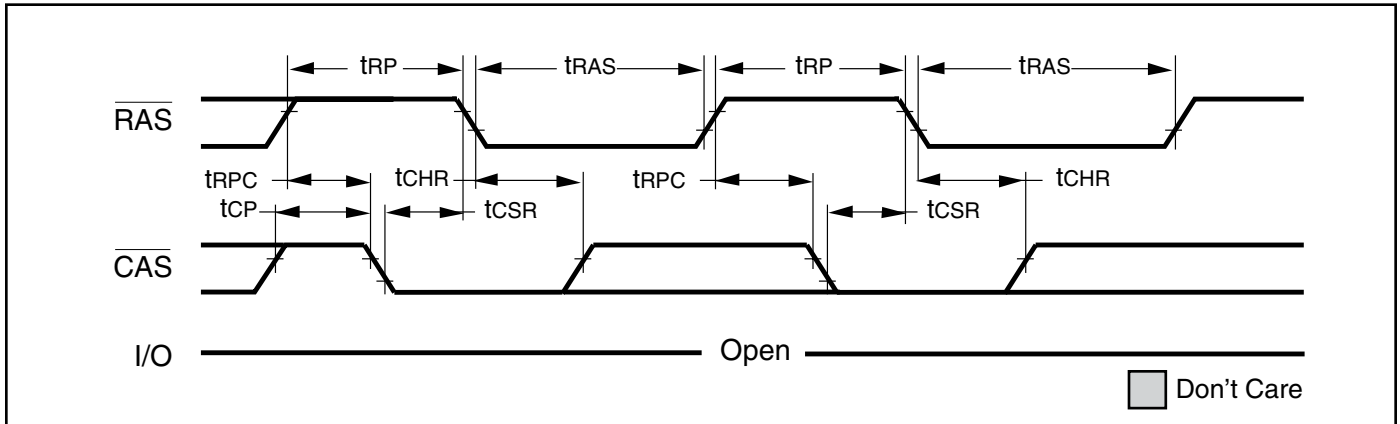 tRP tRAS tRP tRAS
RAS
tRPC tCHR tRPC tCHR
tCP tCSR tCSR
CAS
I/O Open
Don't Care